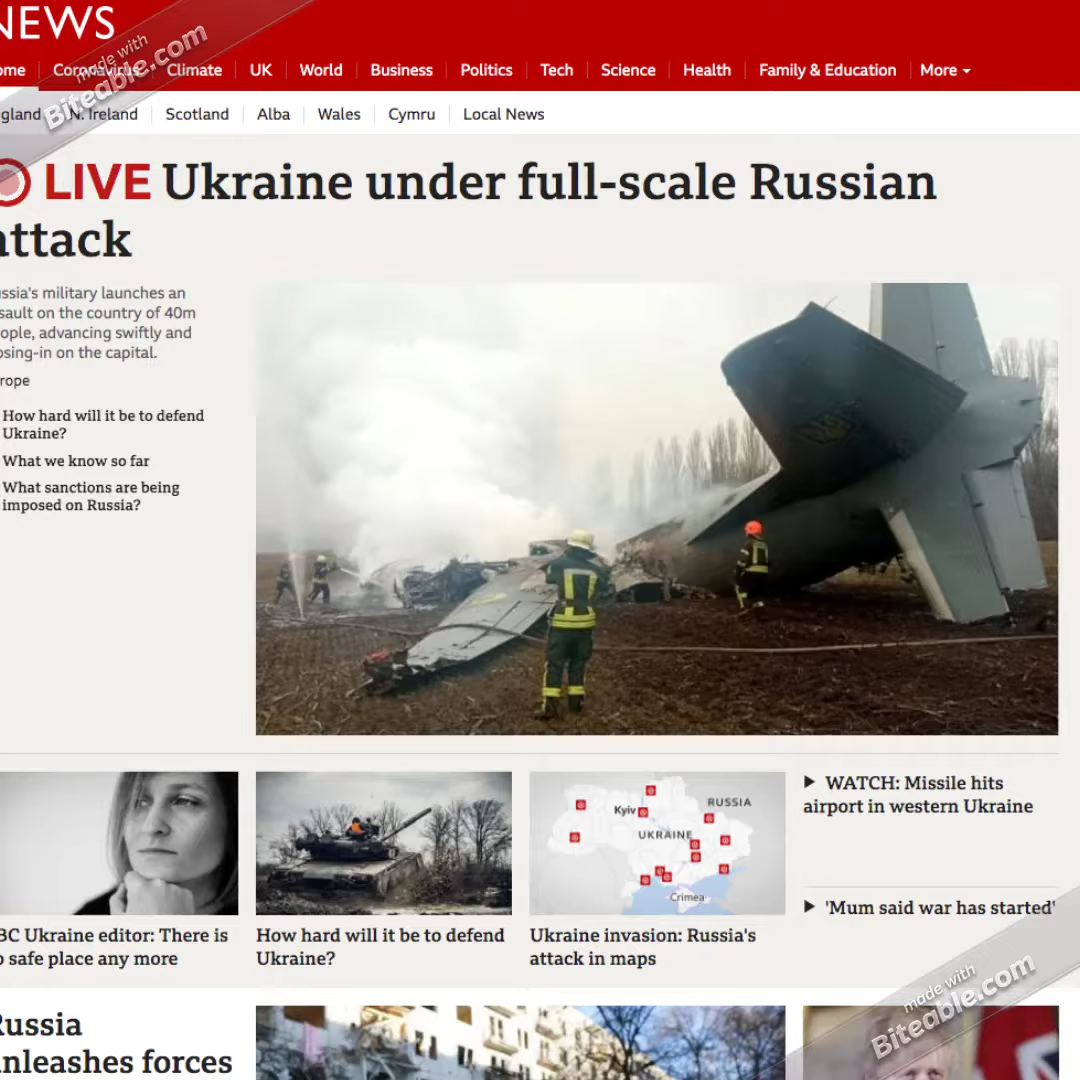 NEWS
made with
Biteable.com
ome Coronavirus Climate UK World Business Politics Tech Science Health Family & Education More
gland N. Ireland Scotland Alba Wales Cymru Local News
LIVE Ukraine under full-scale Russian
attack
ussia's military launches an
sault on the country of 40m
ople, advancing swiftly and
osing-in on the capital.
rope
How hard will it be to defend
Ukraine?
What we know so far
What sanctions are being
imposed on Russia?
Kyiv
RUSSIA
UKRAINE
Crimea
WATCH: Missile hits
airport in western Ukraine
'Mum said war has started'
BC Ukraine editor: There is
o safe place any more
How hard will it be to defend
Ukraine?
Ukraine invasion: Russia's
attack in maps
made with
Biteable.com
Russia
nleashes forces